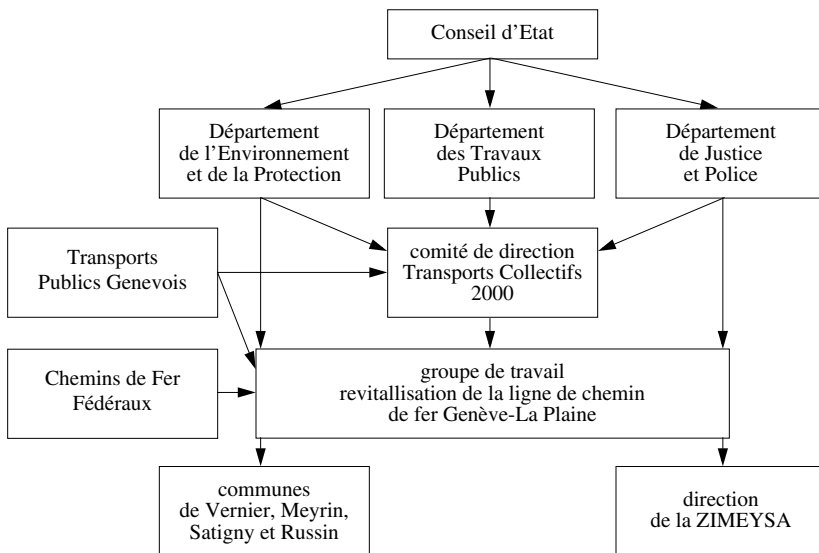 Conseil d'Etat
Département
de l'Environnement
et de la Protection
Département
des Travaux
Publics
Département
de Justice
et Police
Transports
Publics Genevois
comité de direction
Transports Collectifs
2000
Chemins de Fer
Fédéraux
groupe de travail
revitallisation de la ligne de chemin
de fer Genève-La Plaine
communes
de Vernier, Meyrin,
Satigny et Russin
direction
de la ZIMEYSA